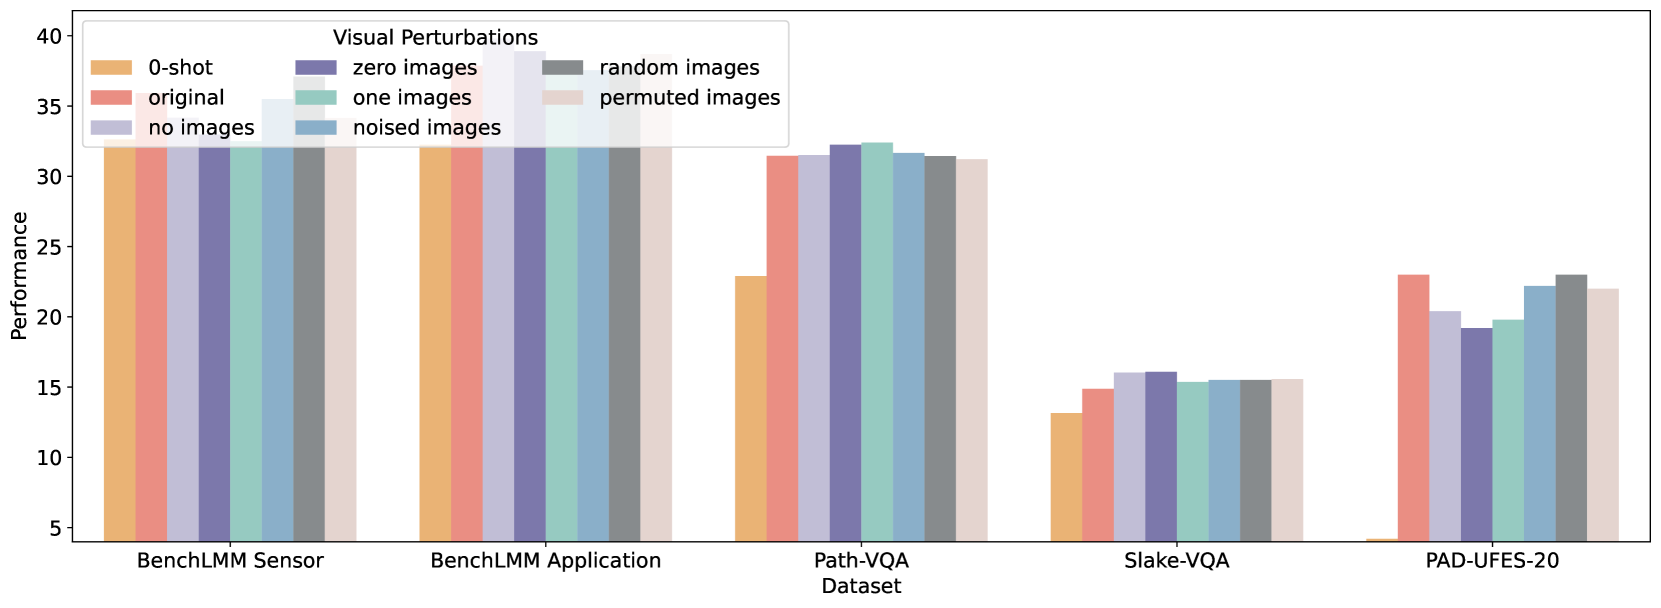 Visual Perturbations
0-shot
original
no images
zero images
one images
noised images
random images
permuted images
Performance
40
35
30
25
20
15
10
5
BenchLMM Sensor
BenchLMM Application
Path-VQA
Slake-VQA
PAD-UFES-20
Dataset